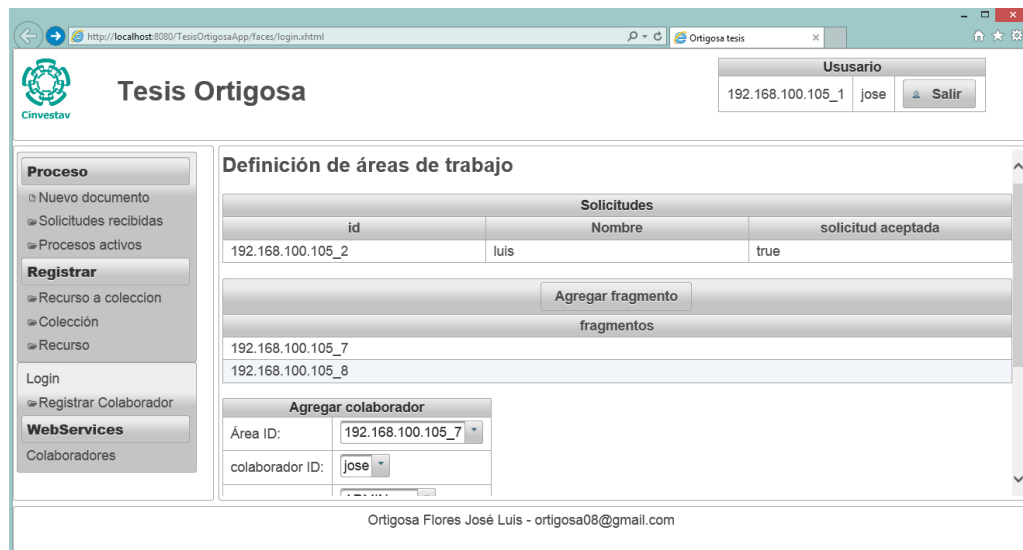 http://localhost:8080/TesisOrtigosaApp/faces/login.xhtml
Ortigosa tesis
Cinvestav
Tesis Ortigosa
Ususario
192.168.100.105_1 jose Salir
Proceso
Nuevo documento
Solicitudes recibidas
Procesos activos
Registrar
Recurso a coleccion
Colección
Recurso
Login
Registrar Colaborador
WebServices
Colaboradores
Definición de áreas de trabajo
Solicitudes
id Nombre solicitud aceptada
192.168.100.105_2 luis true
Agregar fragmento
fragmentos
192.168.100.105_7
192.168.100.105_8
Agregar colaborador
Área ID: 192.168.100.105_7
colaborador ID: jose
Ortigosa Flores José Luis - ortigosa08@gmail.com